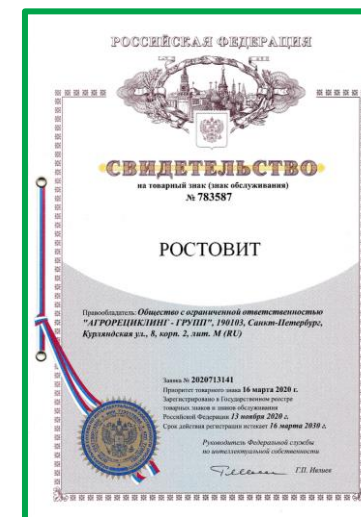 РОССИЙСКАЯ ФЕДЕРАЦИЯ
СВИДЕТЕЛЬСТВО
на товарный знак (знак обслуживания)
№ 783587
РОСТОВИТ
Правообладатель: Общество с ограниченной ответственностью
"АГРОРЕЦИКЛИНГ - ГРУПП", 190103, Санкт-Петербург,
Курляндская ул., 8, корп. 2, лит. М (RU)
Заявка № 2020713141
Приоритет товарного знака 16 марта 2020 г.
Зарегистрировано в Государственном реестре
товарных знаков и знаков обслуживания
Российской Федерации 13 ноября 2020 г.
Срок действия регистрации истекает 16 марта 2030 г.
Руководитель Федеральной службы
по интеллектуальной собственности
Г.П. Ивлиев